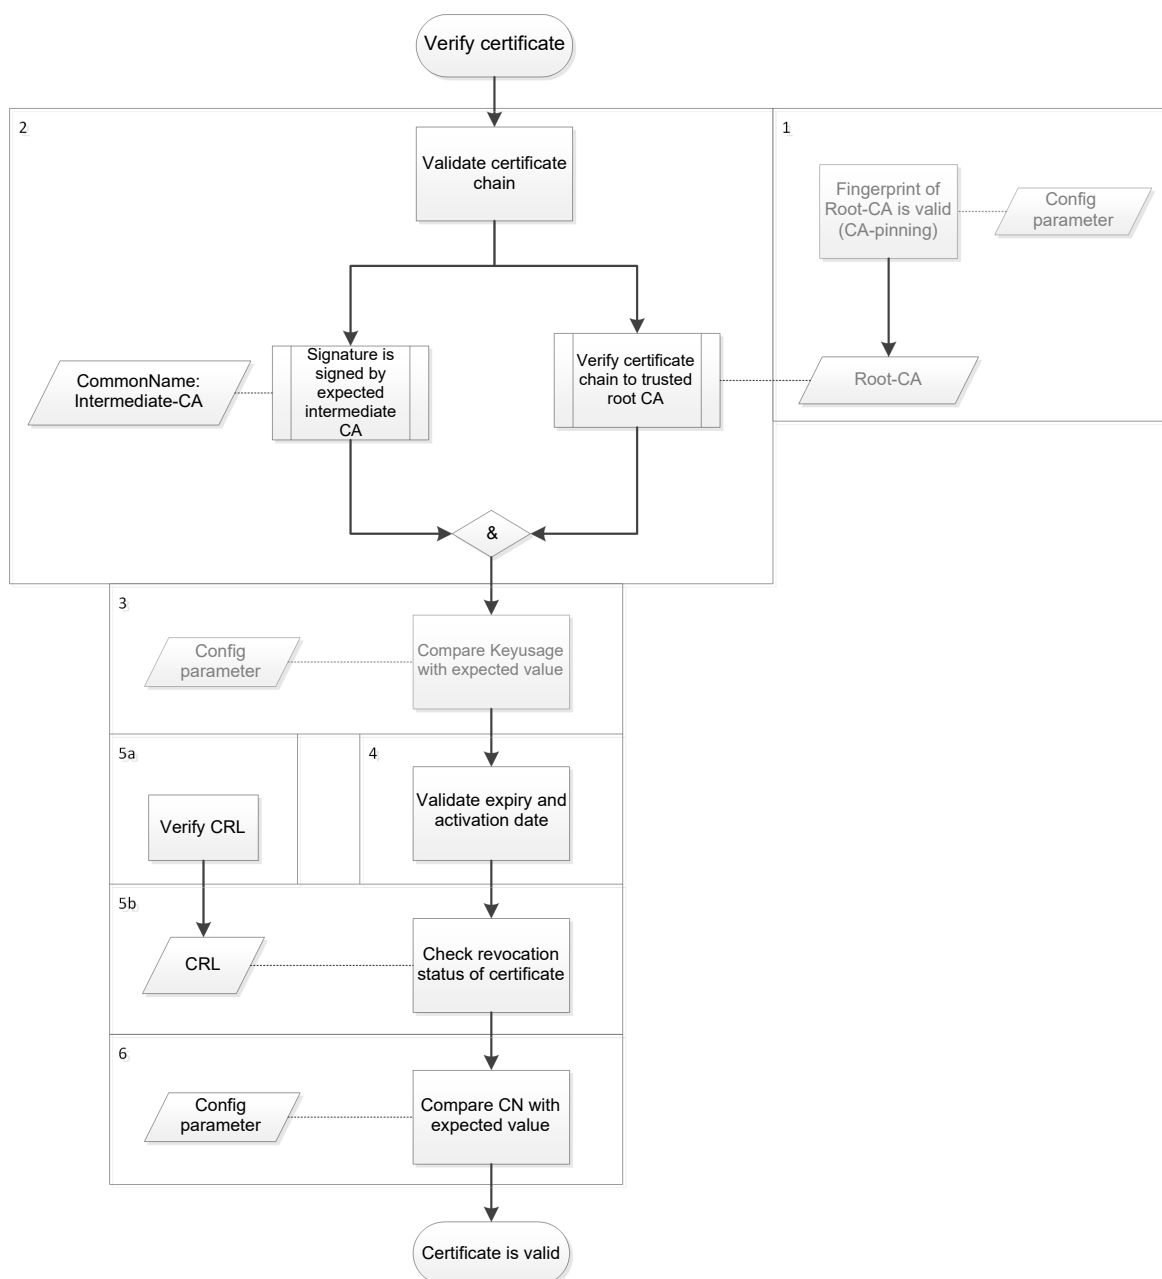 Verify certificate
2
1
Validate certificate
chain
Fingerprint of
Root-CA is valid
(CA-pinning)
Config
parameter
CommonName:
Intermediate-CA
Signature is
signed by
expected
intermediate
CA
Verify certificate
chain to trusted
root CA
Root-CA
&
3
Config
parameter
Compare Keyusage
with expected value
5a
4
Verify CRL
Validate expiry and
activation date
5b
CRL
Check revocation
status of certificate
6
Config
parameter
Compare CN with
expected value
Certificate is valid